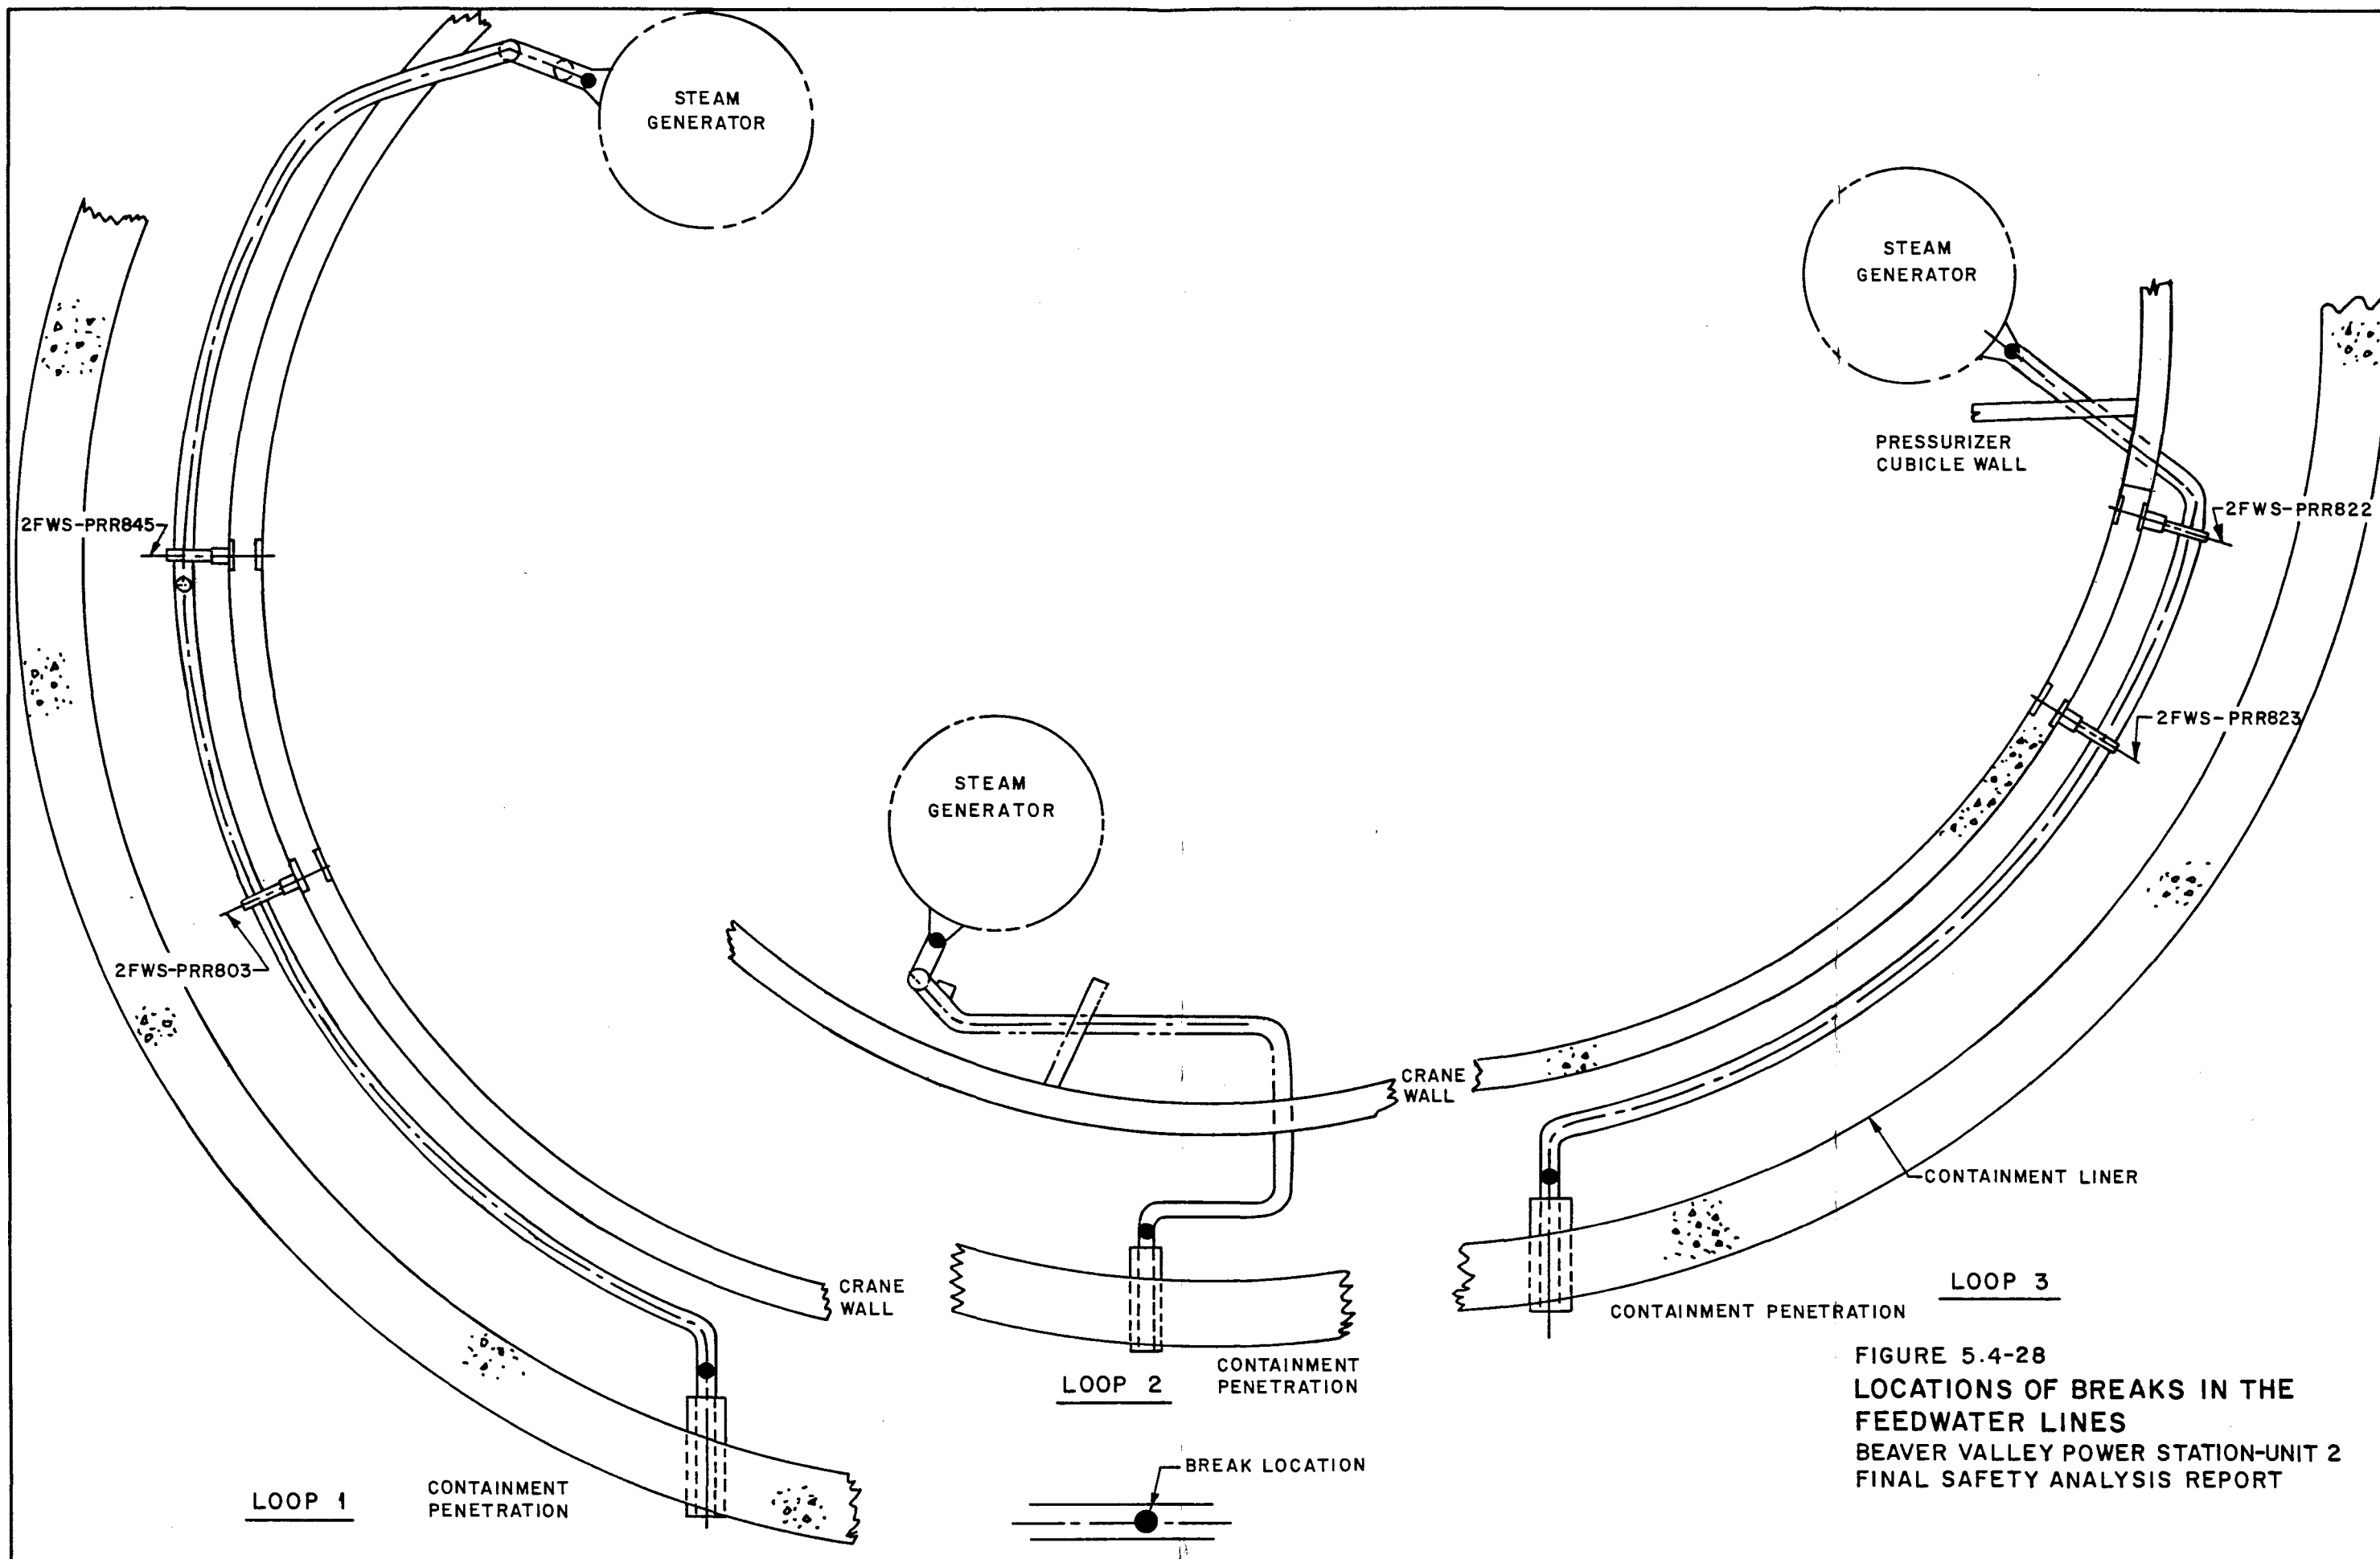 STEAM
GENERATOR
STEAM
GENERATOR
PRESSURIZER
CUBICLE WALL
2FWS-PRR845
2FWS-PRR822
2FWS-PRR823
STEAM
GENERATOR
2FWS-PRR803
CRANE
WALL
CONTAINMENT LINER
CRANE
WALL
LOOP 3
CONTAINMENT PENETRATION
CONTAINMENT
PENETRATION
LOOP 2
BREAK LOCATION
CONTAINMENT
PENETRATION
LOOP 1
FIGURE 5.4-28
LOCATIONS OF BREAKS IN THE
FEEDWATER LINES
BEAVER VALLEY POWER STATION-UNIT 2
FINAL SAFETY ANALYSIS REPORT